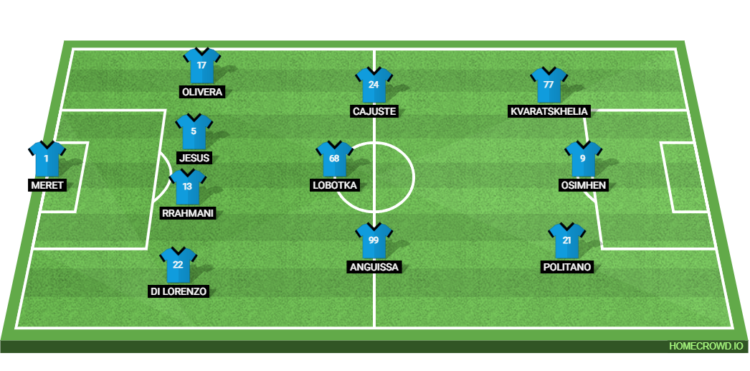 17
OLIVERA
24
CAJUSTE
77
KVARATSKHELIA
5
JESUS
1
MERET
68
LOBOTKA
9
OSIMHEN
13
RRAHMANI
99
ANGUISSA
21
POLITANO
22
DI LORENZO
HOMECROWD.IO